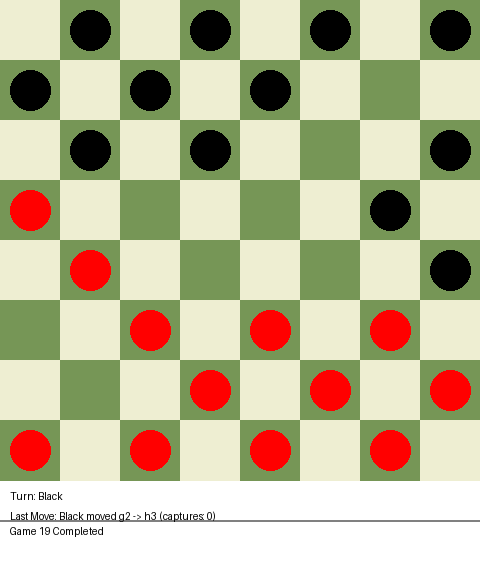 Turn: Black
Last Move: Black moved g2 -> h3 (captures: 0)
Game 19 Completed